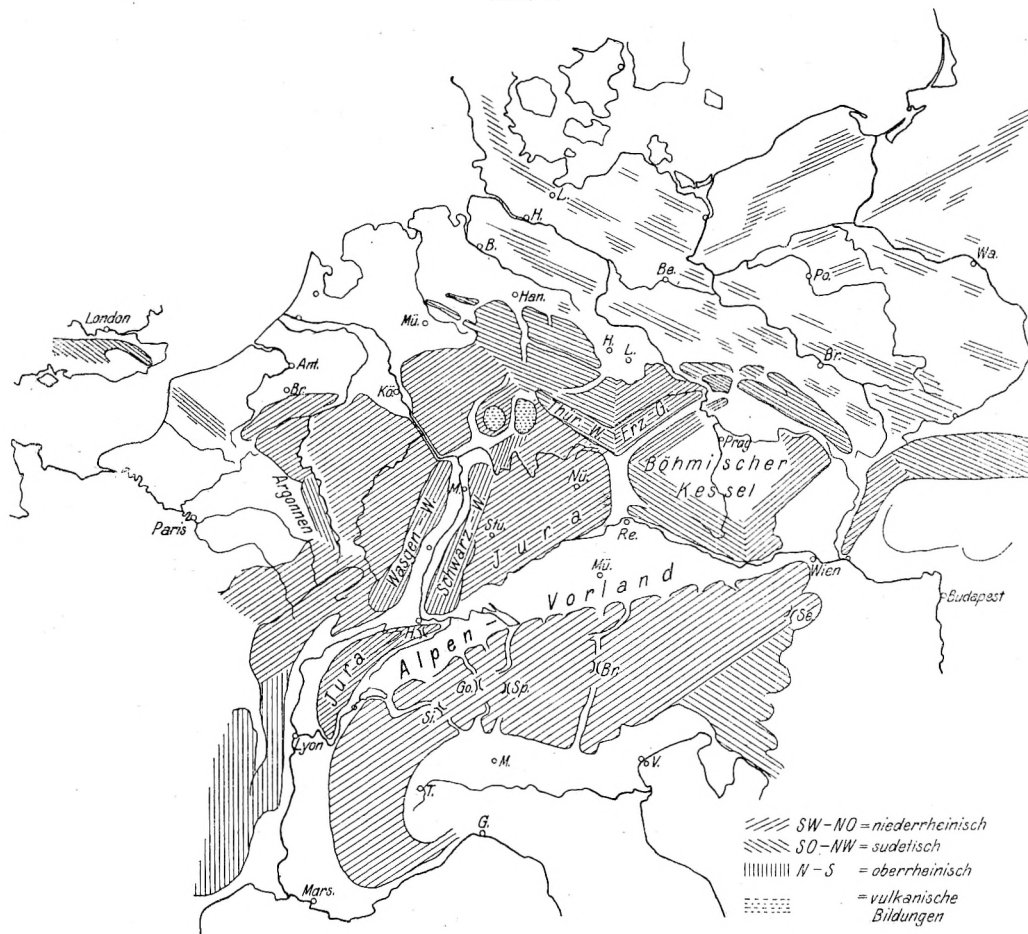 L.
H.
B.
Wa.
Be.
Po.
Han.
London
Mü.
H.
L.
Br.
Ant.
Br.
Kä
Thür.-W.
Erz-G.
Prag
Böhmischer
Kessel
Argonnen
Nü.
M.
Paris
Wasgen-W.
Schwarz-W.
Stu.
Jura
Re.
Mü.
Wien
Vorland
Budapest
Se.
H.St.
Alpen-
Jura
Go.
Sp.
Br.
Si.
Lyon
M.
V.
T.
G.
Mars.
SW-NO = niederrheinisch
SO-NW = sudetisch
N-S = oberrheinisch
= vulkanische
Bildungen